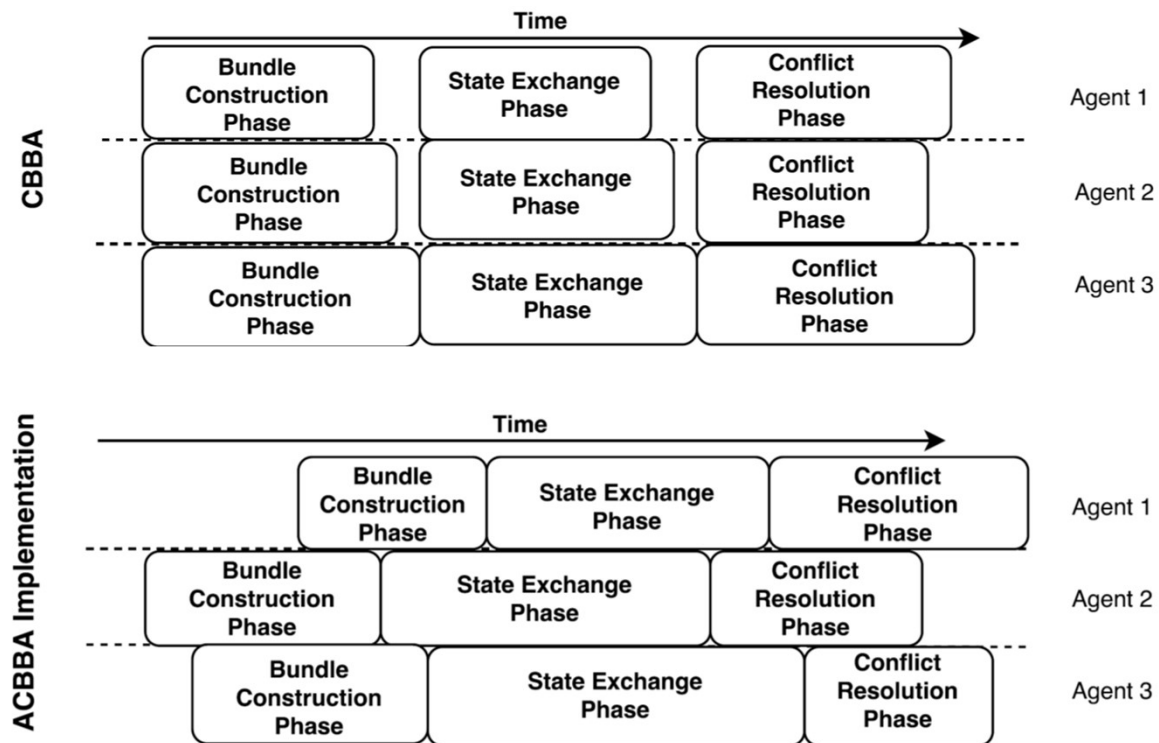 Time
CBBA
Bundle
Construction
Phase
State Exchange
Phase
Conflict
Resolution
Phase
Agent 1
Bundle
Construction
Phase
State Exchange
Phase
Conflict
Resolution
Phase
Agent 2
Bundle
Construction
Phase
State Exchange
Phase
Conflict
Resolution
Phase
Agent 3
Time
ACBBA Implementation
Bundle
Construction
Phase
State Exchange
Phase
Conflict
Resolution
Phase
Agent 1
Bundle
Construction
Phase
State Exchange
Phase
Conflict
Resolution
Phase
Agent 2
Bundle
Construction
Phase
State Exchange
Phase
Conflict
Resolution
Phase
Agent 3